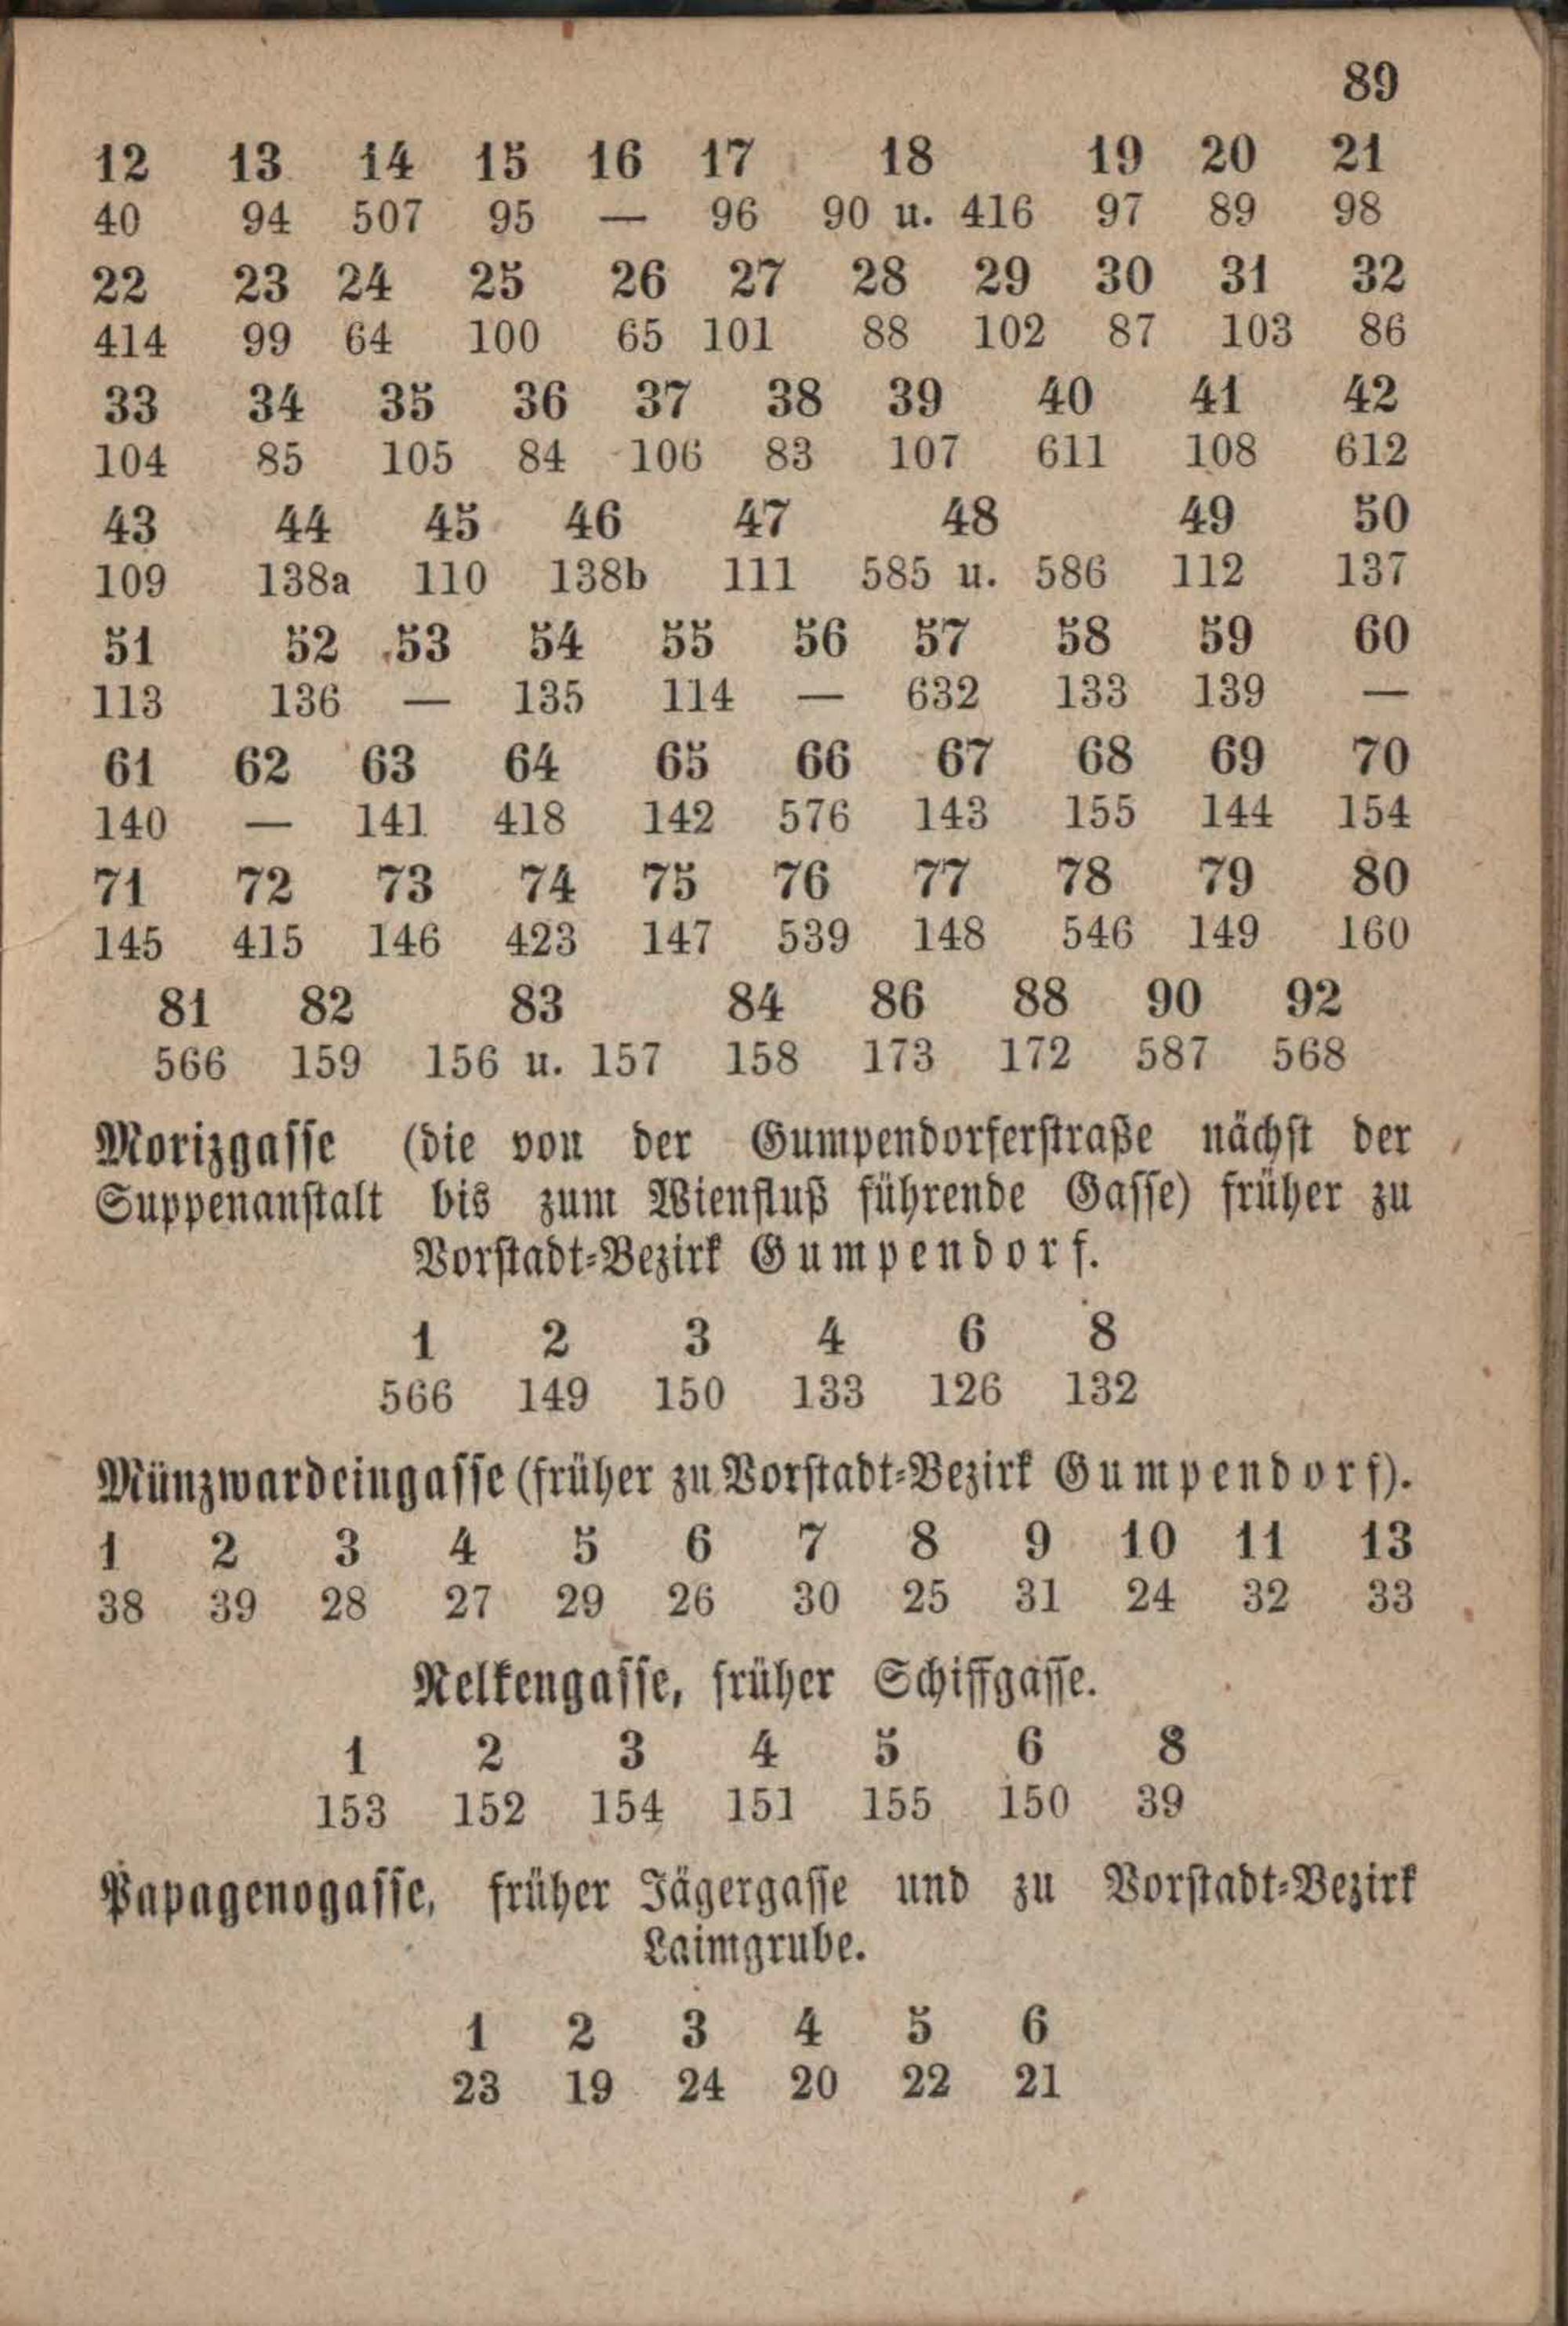 89
12 13 14 15 16 17 18 19 20 21
40 94 507 95 — 96 90 u. 416 97 89 98
22 23 24 25 26 27 28 29 30 31 32
414 99 64 100 65 101 88 102 87 103 86
33 34 35 36 37 38 39 40 41 42
104 85 105 84 106 83 107 611 108 612
43 44 45 46 47 48 49 50
109 138a 110 138b 111 585 u. 586 112 137
51 52 53 54 55 56 57 58 59 60
113 136 — 135 114 — 632 133 139 —
61 62 63 64 65 66 67 68 69 70
140 — 141 418 142 576 143 155 144 154
71 72 73 74 75 76 77 78 79 80
145 415 146 423 147 539 148 546 149 160
81 82 83 84 86 88 90 92
566 159 156 u. 157 158 173 172 587 568
Morizgasse (die von der Gumpendorferstraße nächst der
Suppenanstalt bis zum Wienfluß führende Gasse) früher zu
Vorstadt-Bezirk Gumpendorf.
1 2 3 4 6 8
566 149 150 133 126 132
Münzwardeingasse (früher zu Vorstadt-Bezirk Gumpendorf).
1 2 3 4 5 6 7 8 9 10 11 13
38 39 28 27 29 26 30 25 31 24 32 33
Nelkengasse, früher Schiffgasse.
1 2 3 4 5 6 8
153 152 154 151 155 150 39
Papagenogasse, früher Jägergasse und zu Vorstadt-Bezirk
Laimgrube.
1 2 3 4 5 6
23 19 24 20 22 21